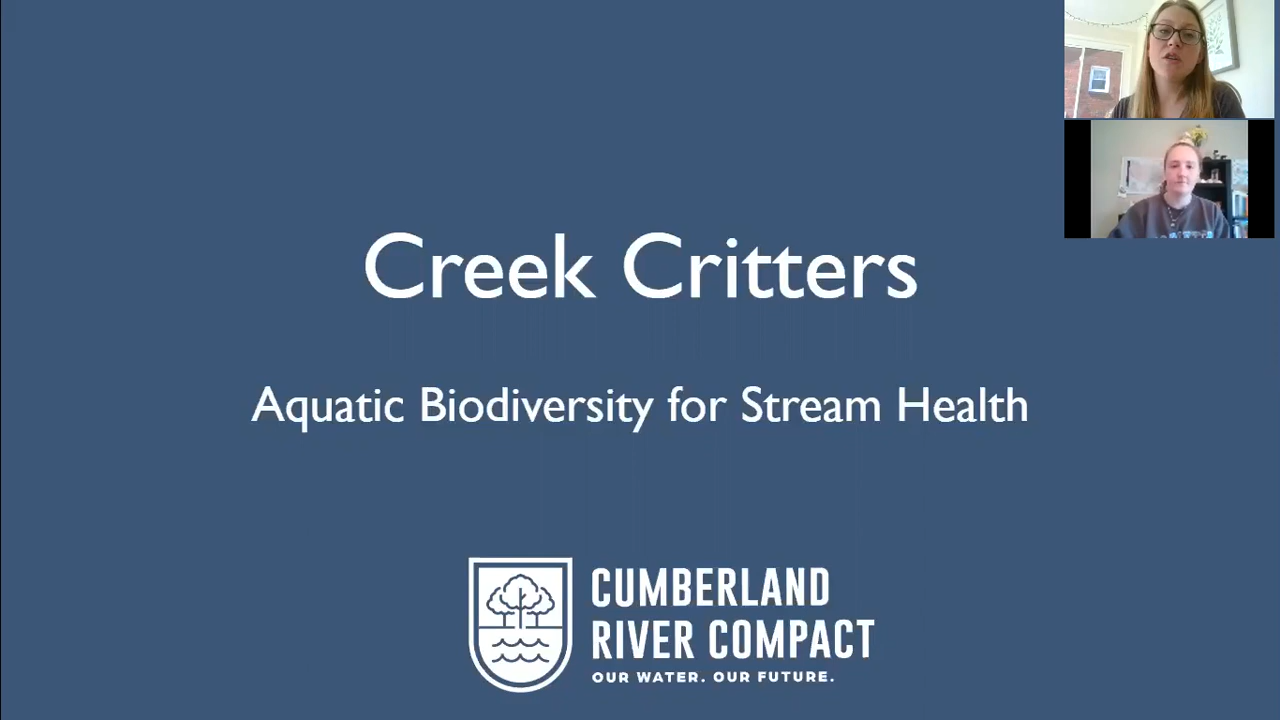 Creek Critters
Aquatic Biodiversity for Stream Health
CUMBERLAND
RIVER COMPACT
OUR WATER. OUR FUTURE.